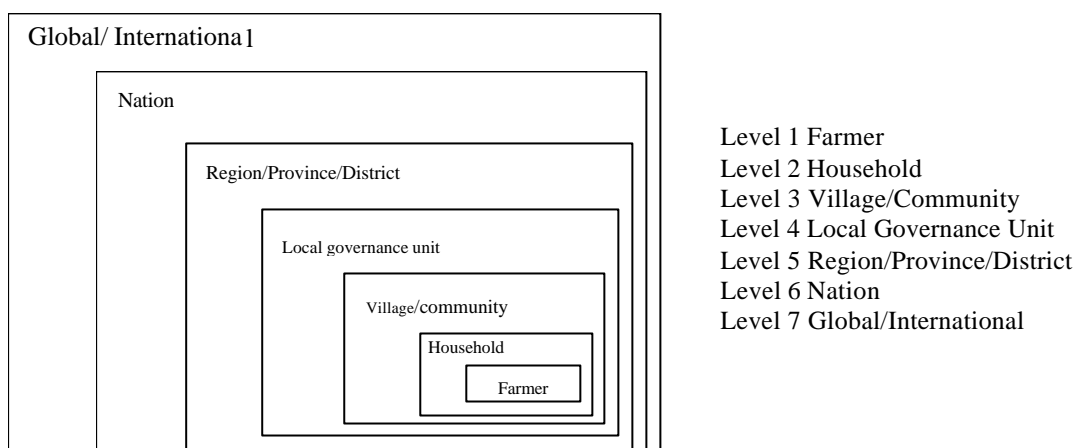 Global/ International
Nation
Region/Province/District
Local governance unit
Village/community
Household
Farmer
Level 1 Farmer
Level 2 Household
Level 3 Village/Community
Level 4 Local Governance Unit
Level 5 Region/Province/District
Level 6 Nation
Level 7 Global/International